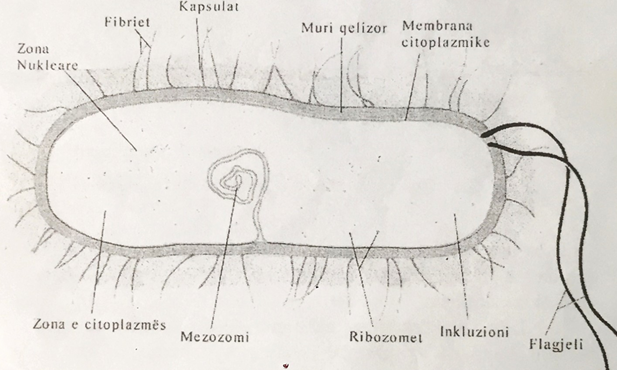 Kapsulat
Fibriet
Muri qelizor
Membrana
citoplazmike
Zona
Nukleare
Zona e citoplazmës
Mezozomi
Ribozomet
Inkluzioni
Flagjeli